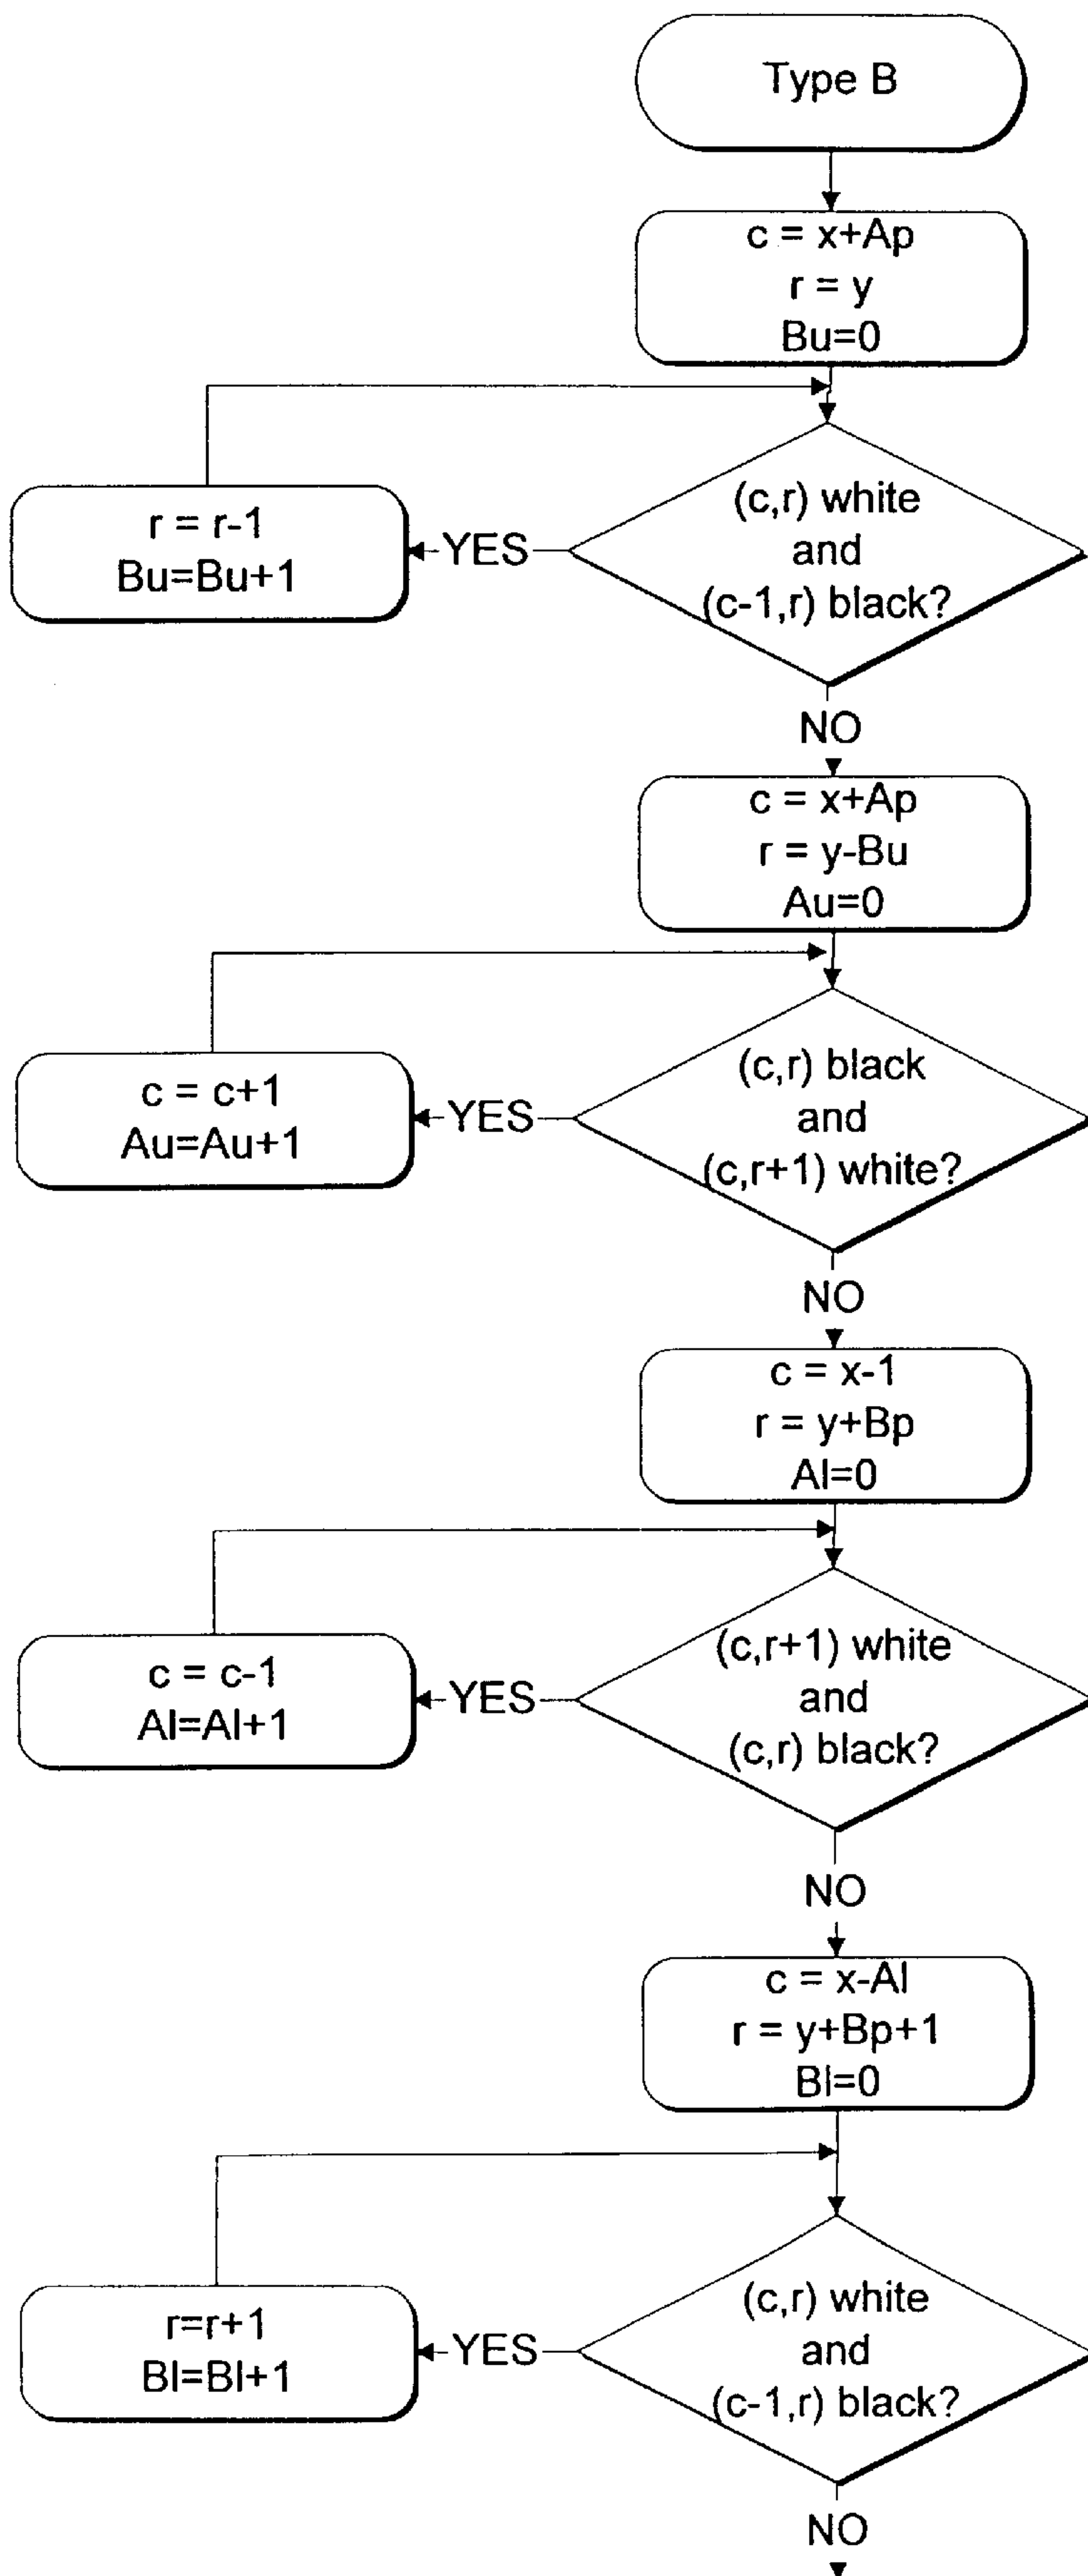 Type B
c = x+Ap
r = y
Bu=0
(c,r) white
and
(c-1,r) black?
YES
r = r-1
Bu=Bu+1
NO
c = x+Ap
r = y-Bu
Au=0
(c,r) black
and
(c,r+1) white?
YES
c = c+1
Au=Au+1
NO
c = x-1
r = y+Bp
Al=0
(c,r+1) white
and
(c,r) black?
YES
c = c-1
Al=Al+1
NO
c = x-Al
r = y+Bp+1
Bl=0
(c,r) white
and
(c-1,r) black?
YES
r=r+1
Bl=Bl+1
NO